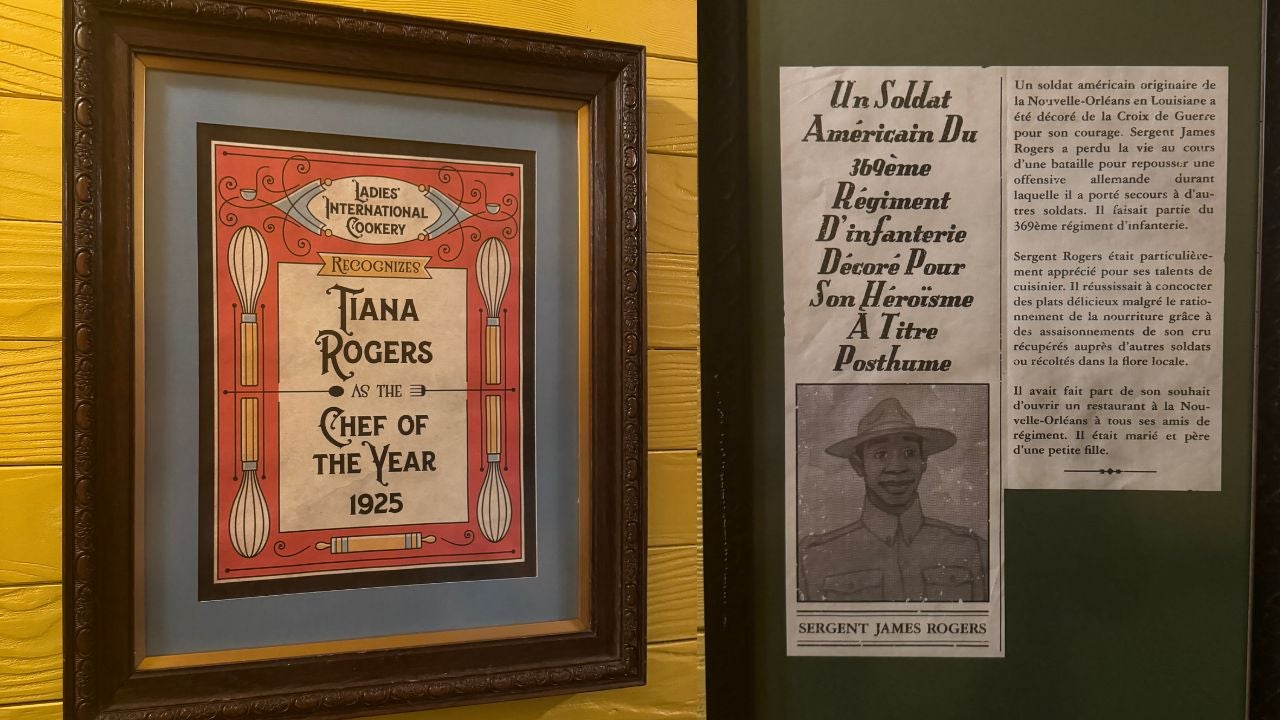 LADIES'
INTERNATIONAL
COOKERY
RECOGNIZES
TIANA
ROGERS
AS THE
CHEF OF
THE YEAR
1925
Un Soldat
Américain Du
369ème
Régiment
D'infanterie
Décoré Pour
Son Héroïsme
À Titre
Posthume
SERGENT JAMES ROGERS
Un soldat américain originaire de
la Nouvelle-Orléans en Louisiane a
été décoré de la Croix de Guerre
pour son courage. Sergent James
Rogers a perdu la vie au cours
d'une bataille pour repousser une
offensive allemande durant
laquelle il a porté secours à d'au-
tres soldats. Il faisait partie du
369ème régiment d'infanterie.
Sergent Rogers était particulière-
ment apprécié pour ses talents de
cuisinier. Il réussissait à concocter
des plats délicieux malgré le ratio-
nnement de la nourriture grâce à
des assaisonnements de son cru
récupérés auprès d'autres soldats
ou récoltés dans la flore locale.
Il avait fait part de son souhait
d'ouvrir un restaurant à la Nou-
velle-Orléans à tous ses amis de
régiment. Il était marié et père
d'une petite fille.